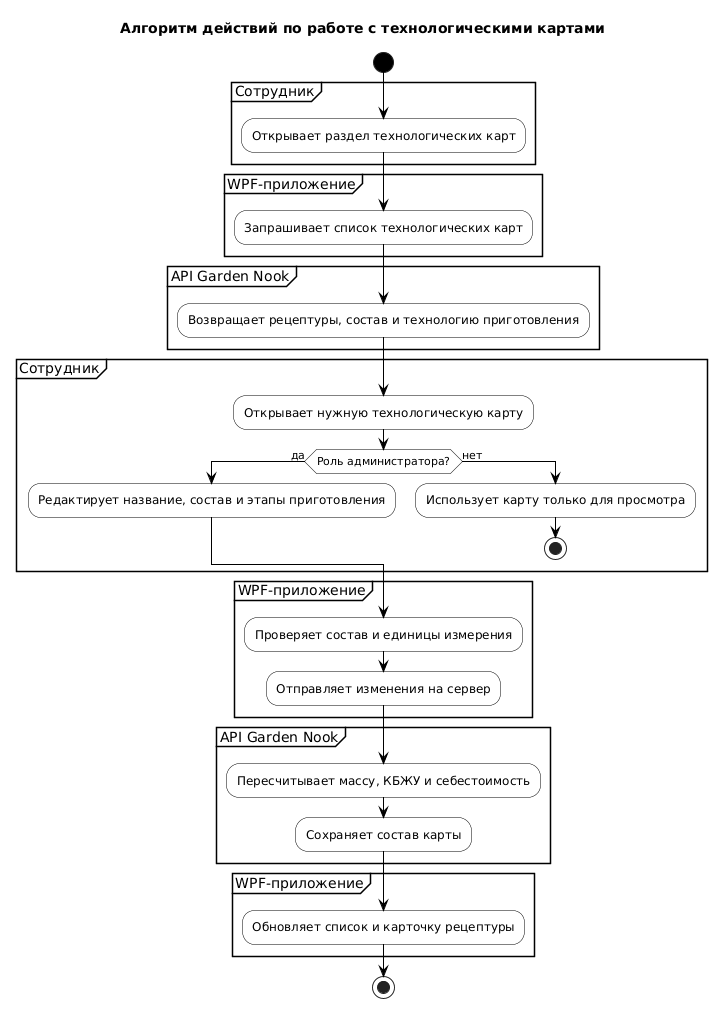 Алгоритм действий по работе с технологическими картами
Сотрудник
Открывает раздел технологических карт
WPF-приложение
Запрашивает список технологических карт
API Garden Nook
Возвращает рецептуры, состав и технологию приготовления
Сотрудник
Открывает нужную технологическую карту
да
Роль администратора?
нет
Редактирует название, состав и этапы приготовления
Использует карту только для просмотра
WPF-приложение
Проверяет состав и единицы измерения
Отправляет изменения на сервер
API Garden Nook
Пересчитывает массу, КБЖУ и себестоимость
Сохраняет состав карты
WPF-приложение
Обновляет список и карточку рецептуры